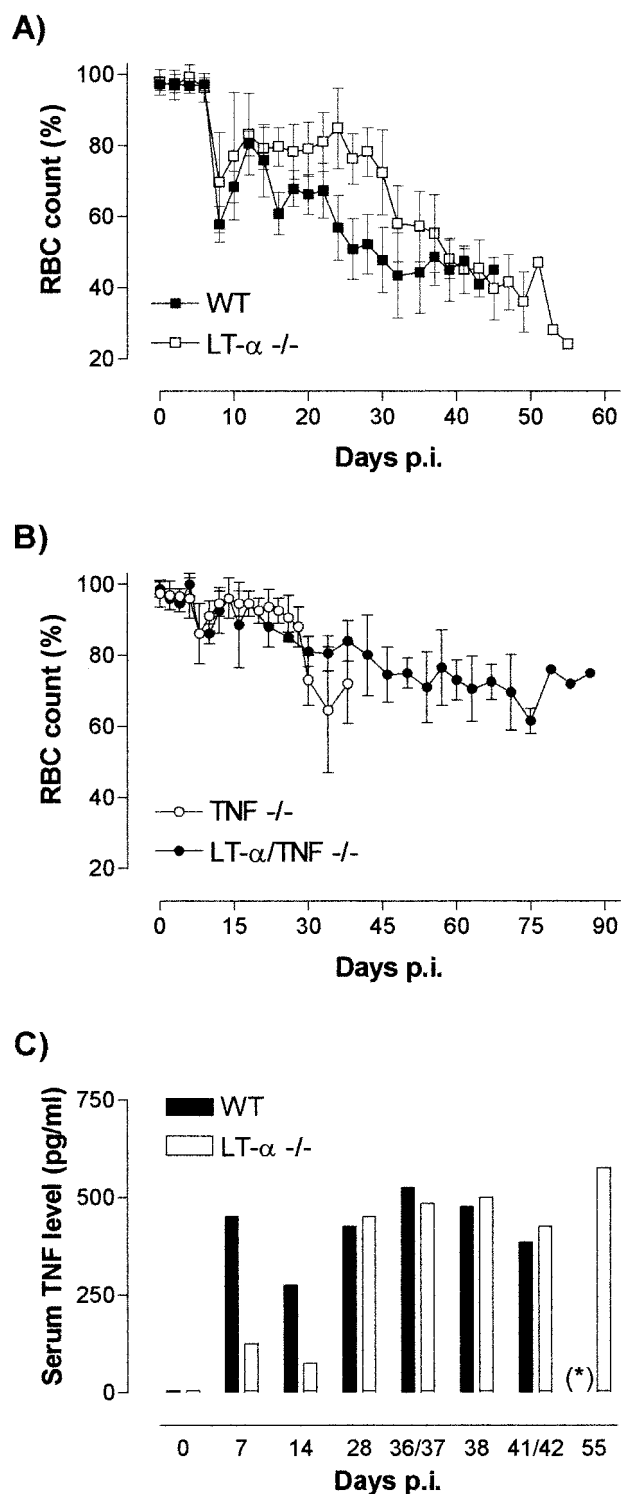 A)
RBC count (%)
100
80
60
40
20
WT
LT-α -/-
0 10 20 30 40 50 60
Days p.i.
B)
RBC count (%)
100
80
60
40
20
TNF -/-
LT-α/TNF -/-
0 15 30 45 60 75 90
Days p.i.
C)
Serum TNF level (pg/ml)
750
500
250
0
WT
LT-α -/-
(*)
0 7 14 28 36/37 38 41/42 55
Days p.i.